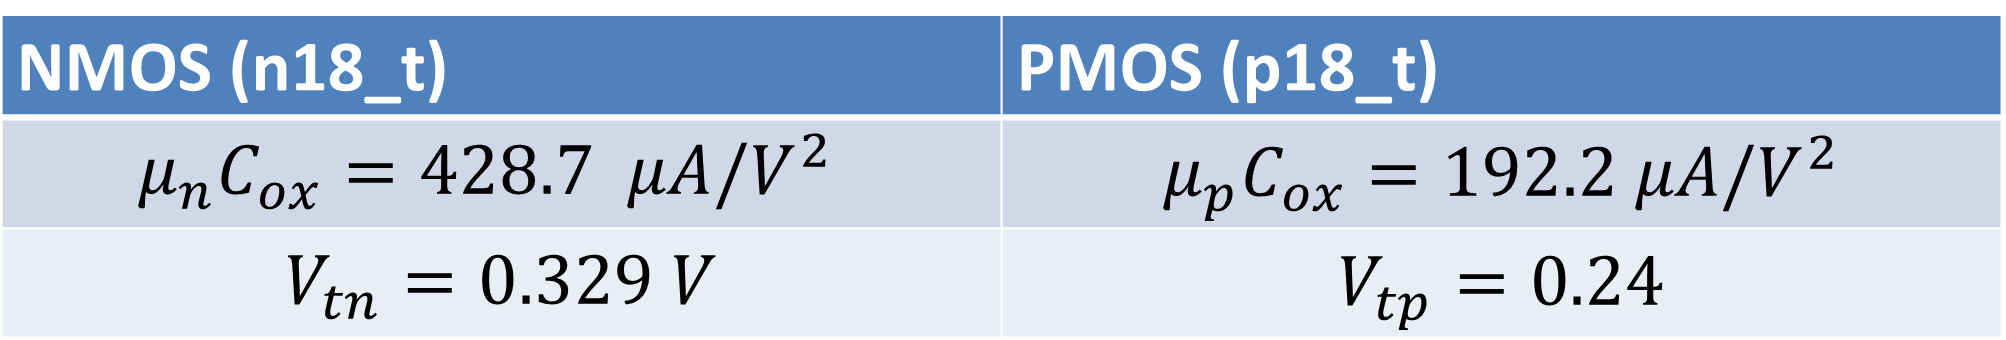 NMOS (n18_t) PMOS (p18_t)
μₙCₒₓ = 428.7 μA/V² μₚCₒₓ = 192.2 μA/V²
Vₜₙ = 0.329 V Vₜₚ = 0.24